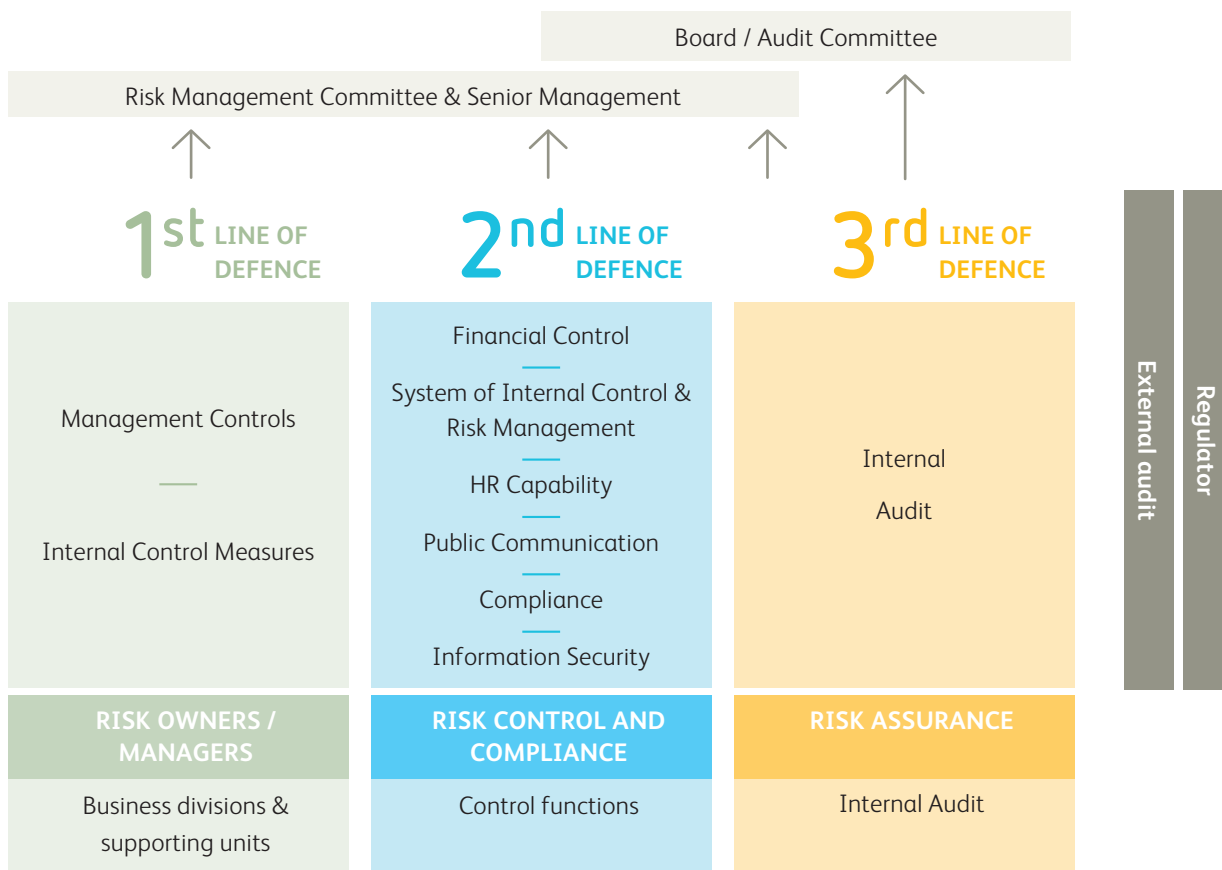 Board / Audit Committee
Risk Management Committee & Senior Management
1st LINE OF
DEFENCE
2nd LINE OF
DEFENCE
3rd LINE OF
DEFENCE
Management Controls
Internal Control Measures
Financial Control
System of Internal Control &
Risk Management
HR Capability
Public Communication
Compliance
Information Security
Internal
Audit
External audit
Regulator
RISK OWNERS /
MANAGERS
RISK CONTROL AND
COMPLIANCE
RISK ASSURANCE
Business divisions &
supporting units
Control functions
Internal Audit